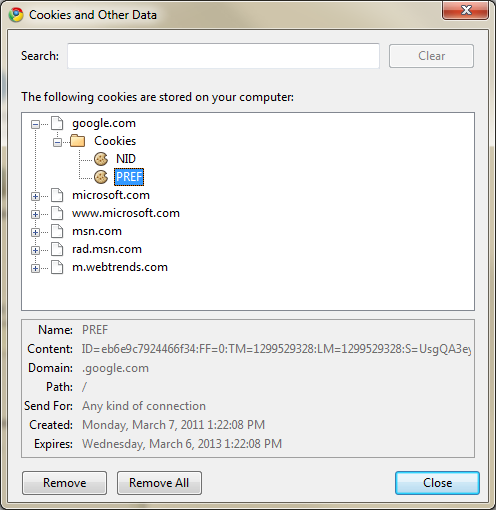 Cookies and Other Data
Search: Clear
The following cookies are stored on your computer:
google.com
Cookies
NID
PREF
microsoft.com
www.microsoft.com
msn.com
rad.msn.com
m.webtrends.com
Name: PREF
Content: ID=eb6e9c7924466f34:FF=0:TM=1299529328:LM=1299529328:S=UsgQA3ey
Domain: .google.com
Path: /
Send For: Any kind of connection
Created: Monday, March 7, 2011 1:22:08 PM
Expires: Wednesday, March 6, 2013 1:22:08 PM
Remove Remove All Close